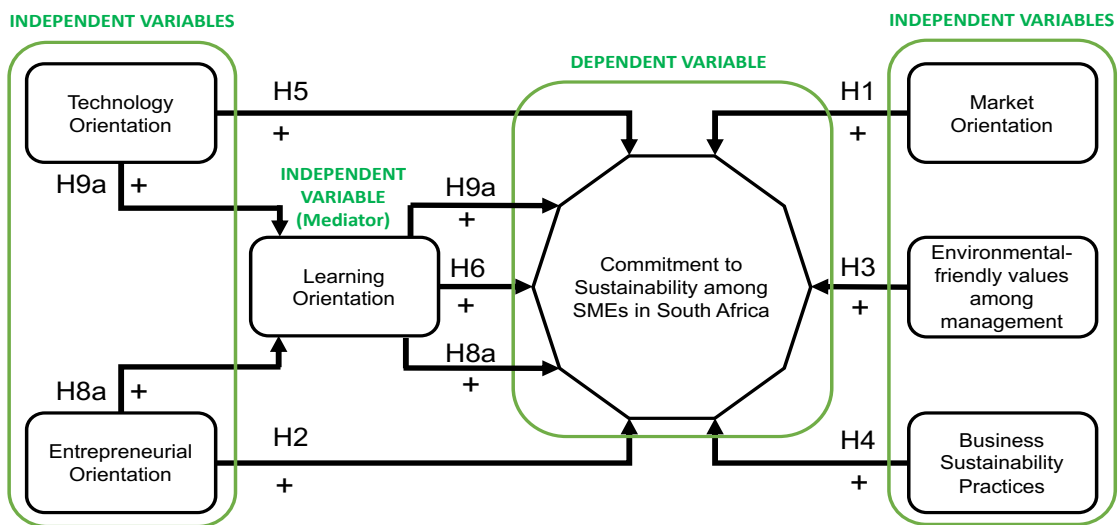 INDEPENDENT VARIABLES
INDEPENDENT VARIABLES
DEPENDENT VARIABLE
Technology
Orientation
H5
+
H1
+
Market
Orientation
H9a
+
INDEPENDENT
VARIABLE
(Mediator)
H9a
+
Learning
Orientation
H6
+
Commitment to
Sustainability among
SMEs in South Africa
H3
+
Environmental-
friendly values
among
management
H8a
+
H8a
+
Entrepreneurial
Orientation
H2
+
H4
+
Business
Sustainability
Practices